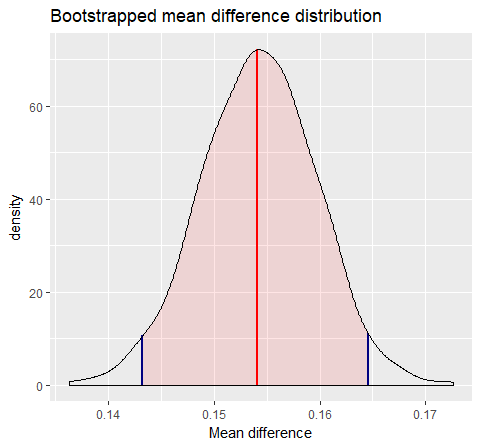 Bootstrapped mean difference distribution
density
60
40
20
0
0.14 0.15 0.16 0.17
Mean difference